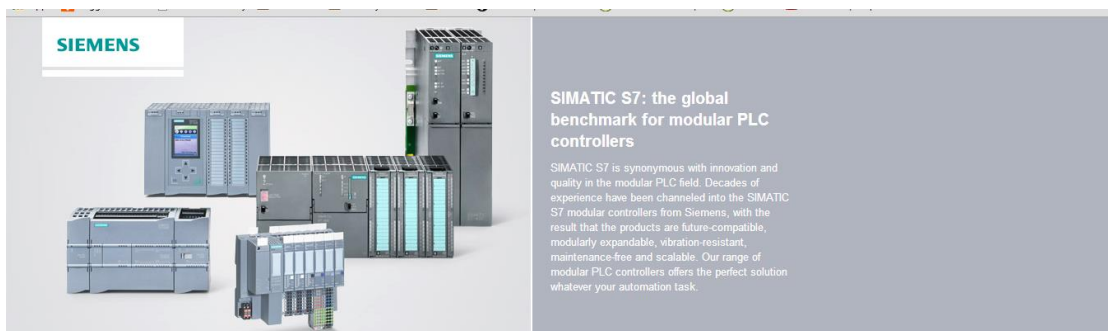 SIEMENS
SIMATIC S7: the global
benchmark for modular PLC
controllers
SIMATIC S7 is synonymous with innovation and
quality in the modular PLC field. Decades of
experience have been channeled into the SIMATIC
S7 modular controllers from Siemens, with the
result that the products are future-compatible,
modularly expandable, vibration-resistant,
maintenance-free and scalable. Our range of
modular PLC controllers offers the perfect solution
whatever your automation task.